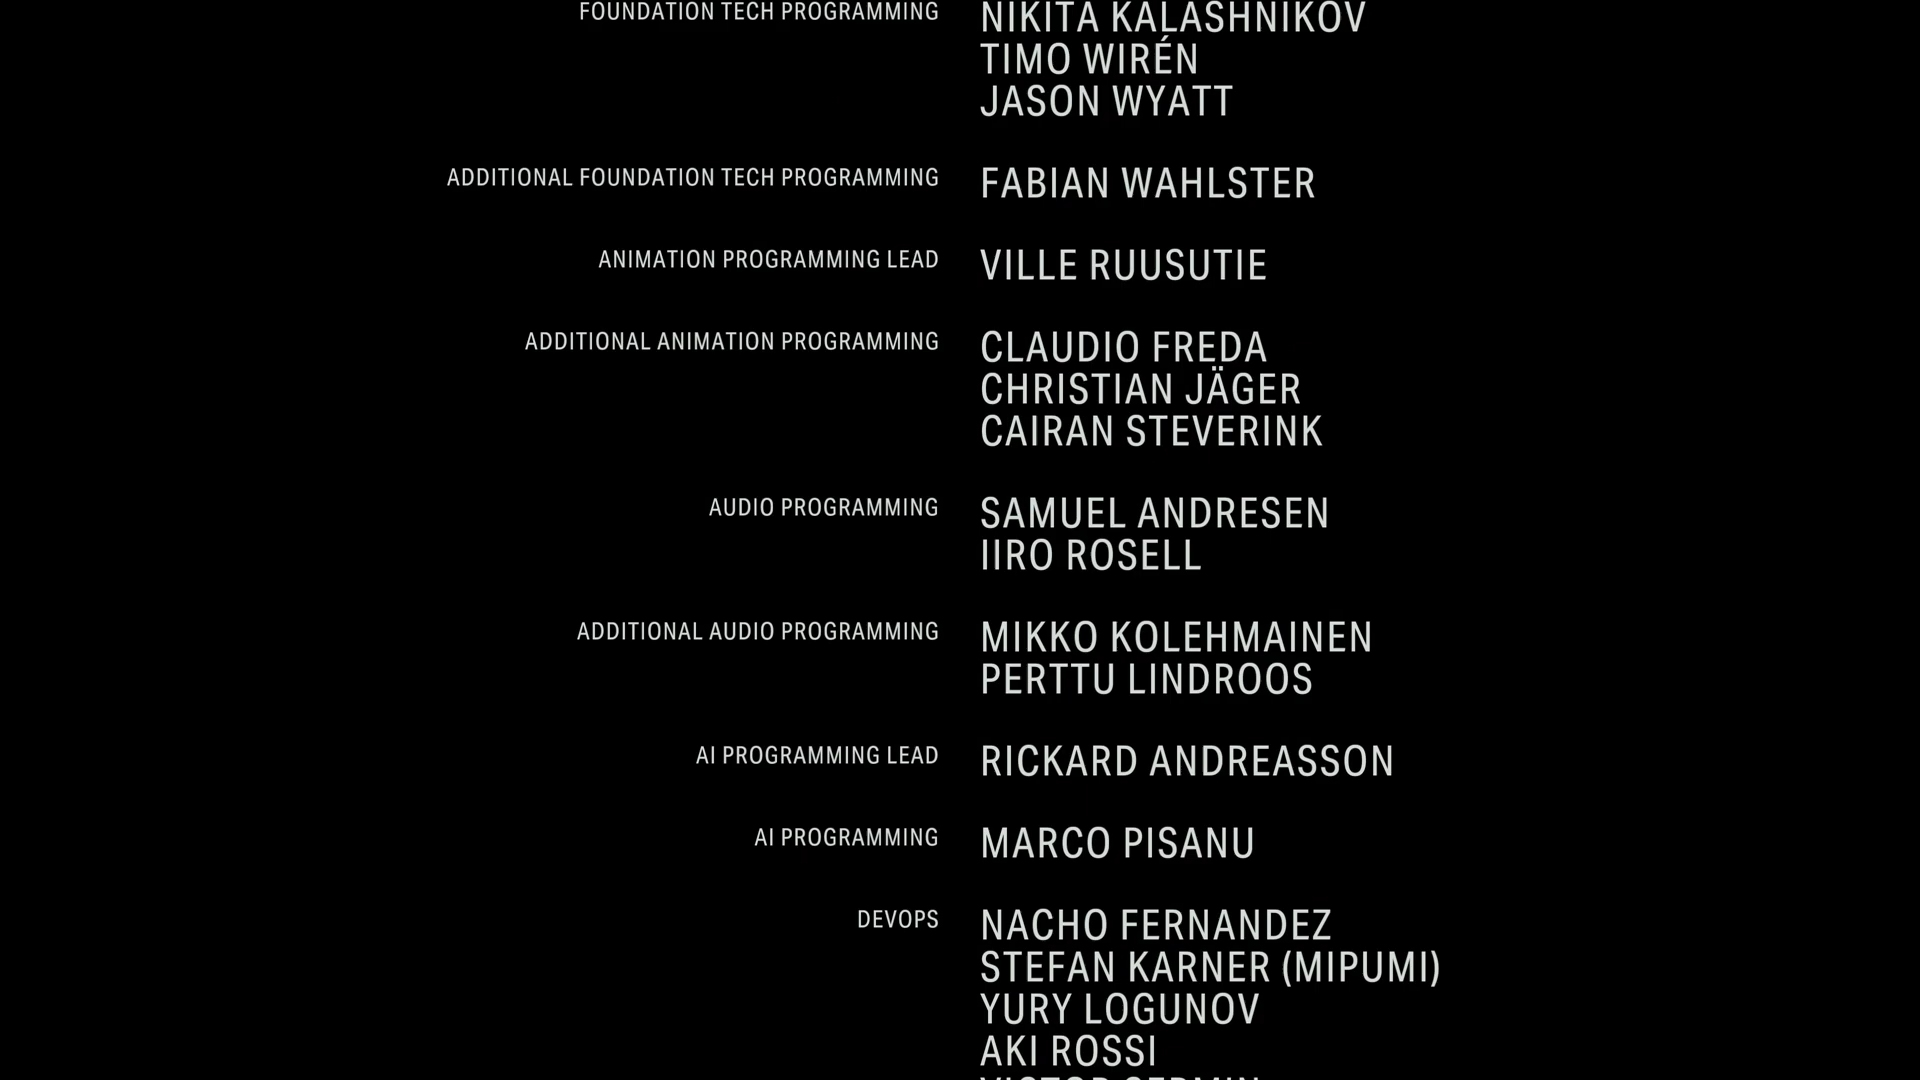 FOUNDATION TECH PROGRAMMING NIKITA KALASHNIKOV
TIMO WIRÉN
JASON WYATT
ADDITIONAL FOUNDATION TECH PROGRAMMING FABIAN WAHLSTER
ANIMATION PROGRAMMING LEAD VILLE RUUSUTIE
ADDITIONAL ANIMATION PROGRAMMING CLAUDIO FREDA
CHRISTIAN JÄGER
CAIRAN STEVERINK
AUDIO PROGRAMMING SAMUEL ANDRESEN
IIRO ROSELL
ADDITIONAL AUDIO PROGRAMMING MIKKO KOLEHMAINEN
PERTTU LINDROOS
AI PROGRAMMING LEAD RICKARD ANDREASSON
AI PROGRAMMING MARCO PISANU
DEVOPS NACHO FERNANDEZ
STEFAN KARNER (MIPUMI)
YURY LOGUNOV
AKI ROSSI